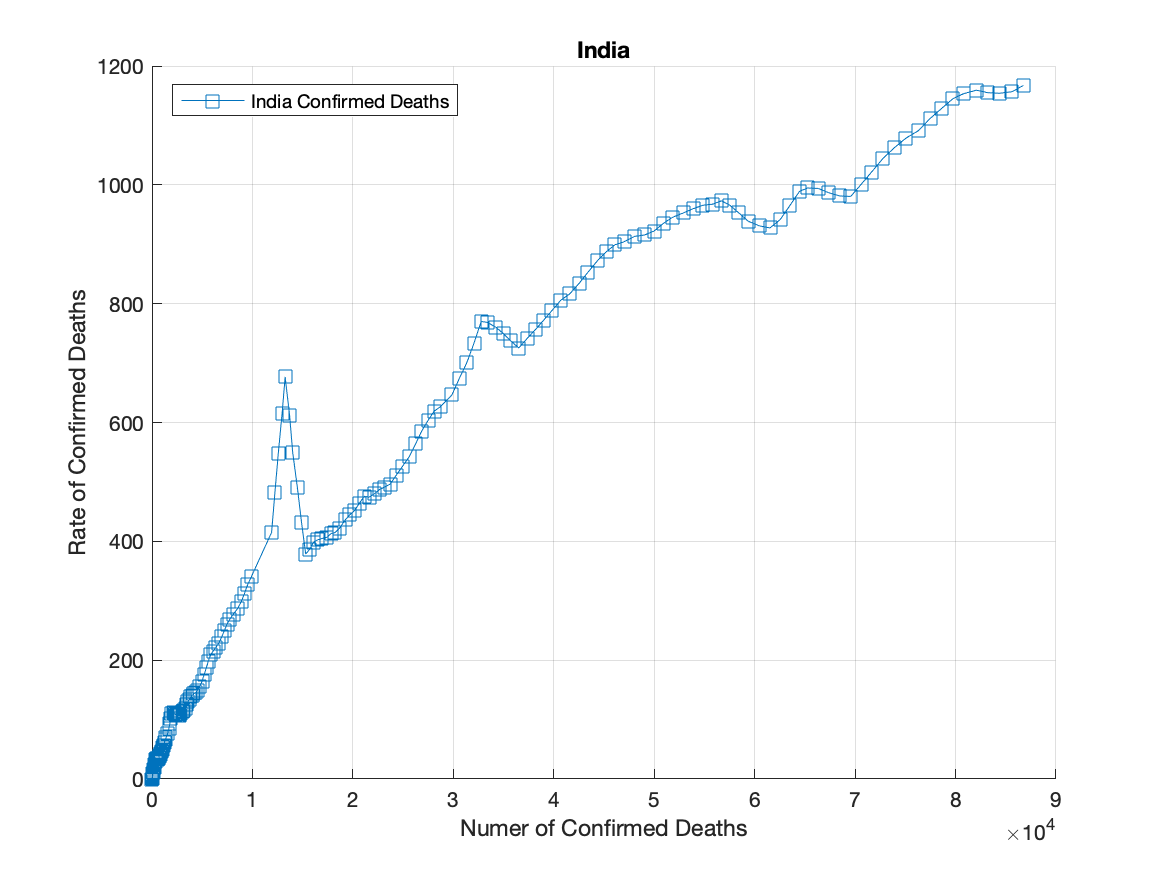 India
1200
India Confirmed Deaths
1000
800
600
400
200
0
Rate of Confirmed Deaths
0 1 2 3 4 5 6 7 8 9
Numer of Confirmed Deaths
×10^4